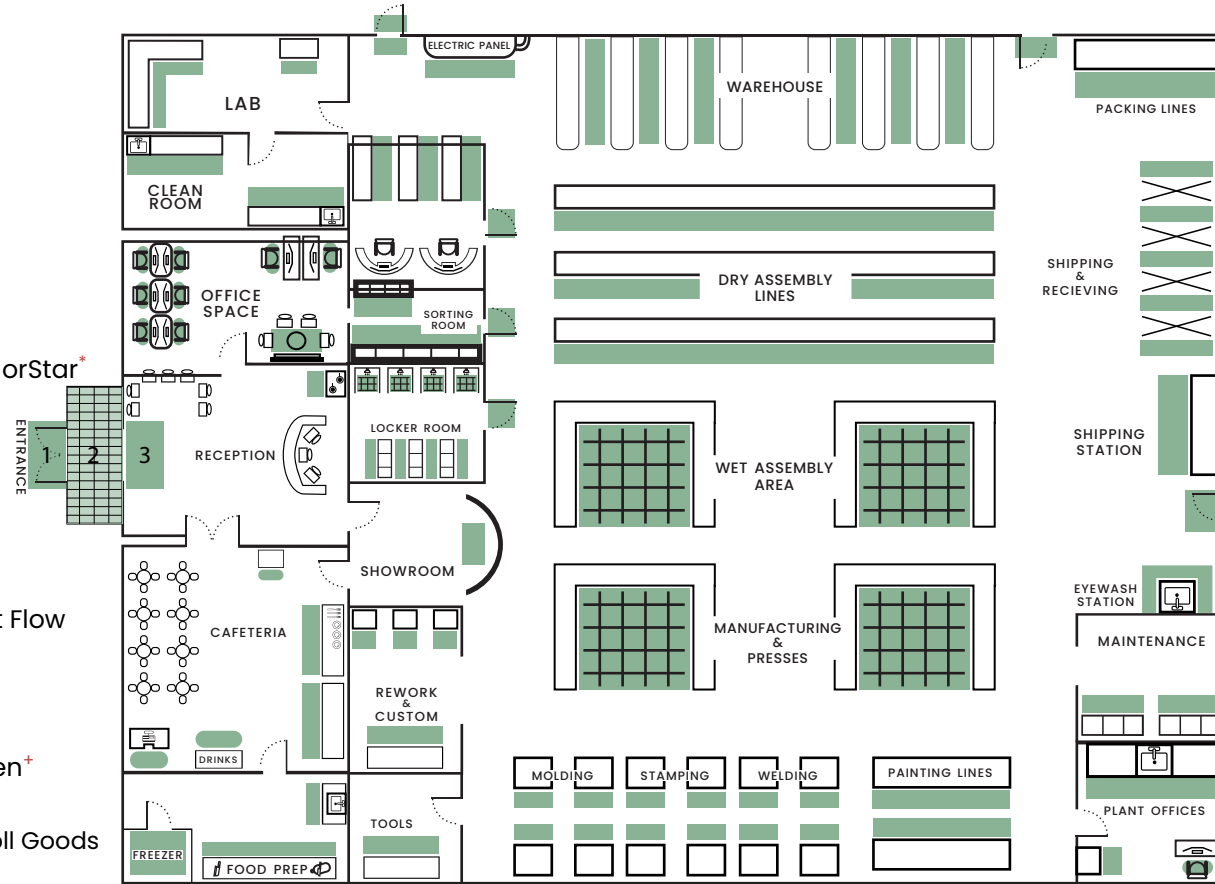 ELECTRIC PANEL
WAREHOUSE
LAB
PACKING LINES
CLEAN
ROOM
OFFICE
SPACE
SORTING
ROOM
DRY ASSEMBLY
LINES
SHIPPING
&
RECIEVING
orStar*
ENTRANCE
1
2
3
RECEPTION
LOCKER ROOM
WET ASSEMBLY
AREA
SHIPPING
STATION
SHOWROOM
EYEWASH
STATION
t Flow
CAFETERIA
MANUFACTURING
&
PRESSES
MAINTENANCE
REWORK
&
CUSTOM
DRINKS
en+
MOLDING
STAMPING
WELDING
PAINTING LINES
PLANT OFFICES
TOOLS
oll Goods
FREEZER
FOOD PREP